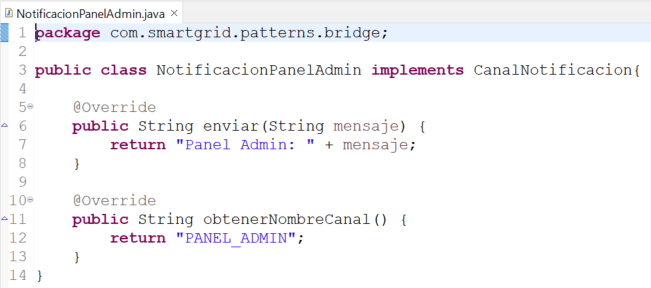 NotificacionPanelAdmin.java ×
1 package com.smartgrid.patterns.bridge;
2
3 public class NotificacionPanelAdmin implements CanalNotificacion{
4
5 @Override
6 public String enviar(String mensaje) {
7 return "Panel Admin: " + mensaje;
8 }
9
10 @Override
11 public String obtenerNombreCanal() {
12 return "PANEL_ADMIN";
13 }
14 }